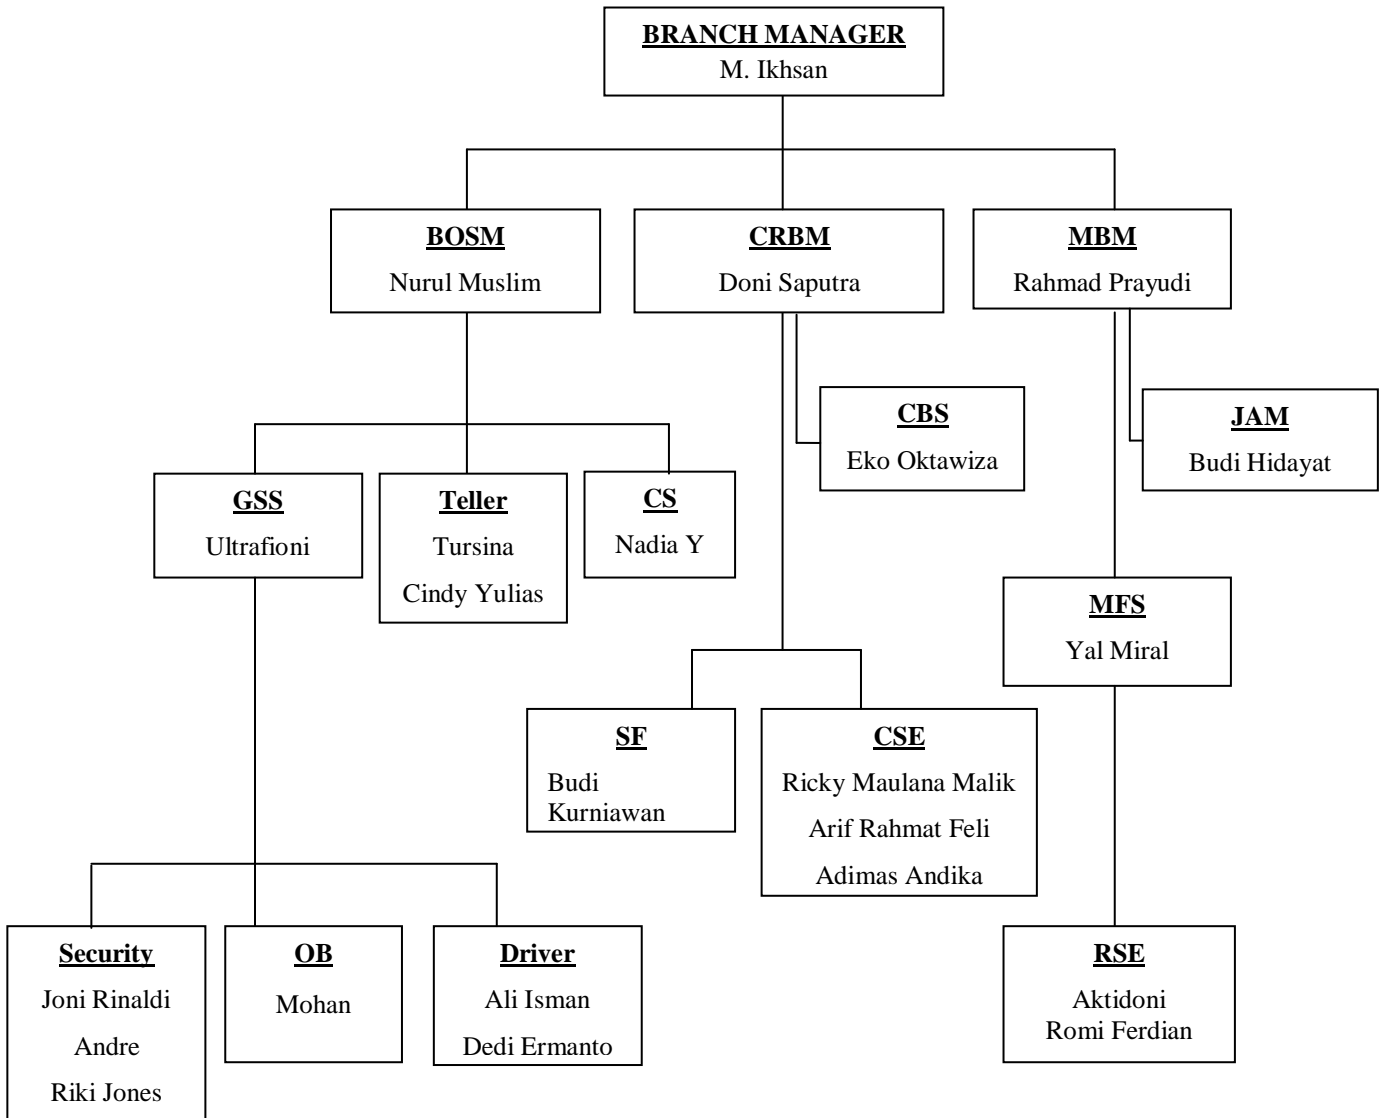 BRANCH MANAGER
M. Ikhsan
BOSM
Nurul Muslim
CRBM
Doni Saputra
MBM
Rahmad Prayudi
CBS
Eko Oktawiza
JAM
Budi Hidayat
GSS
Ultrafioni
Teller
Tursina
Cindy Yulias
CS
Nadia Y
MFS
Yal Miral
SF
Budi
Kurniawan
CSE
Ricky Maulana Malik
Arif Rahmat Feli
Adimas Andika
Security
Joni Rinaldi
Andre
Riki Jones
OB
Mohan
Driver
Ali Isman
Dedi Ermanto
RSE
Aktidoni
Romi Ferdian